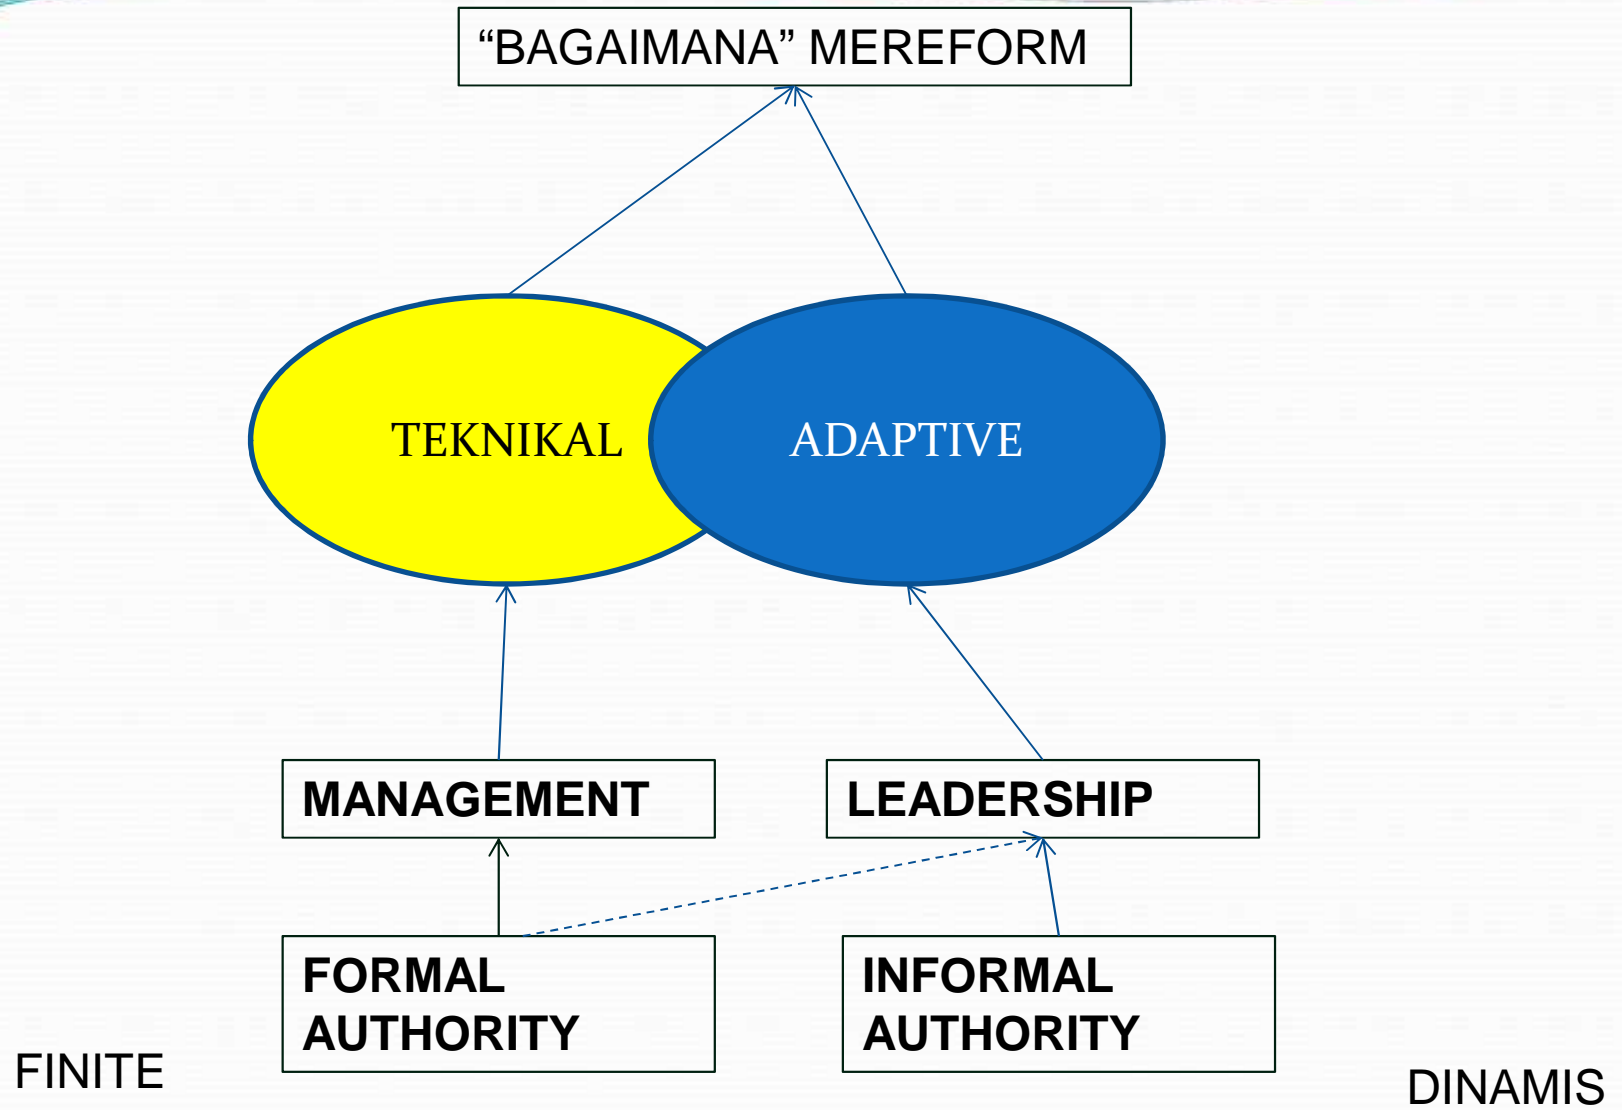 “BAGAIMANA” MEREFORM
TEKNIKAL
ADAPTIVE
MANAGEMENT
LEADERSHIP
FORMAL
AUTHORITY
INFORMAL
AUTHORITY
FINITE
DINAMIS